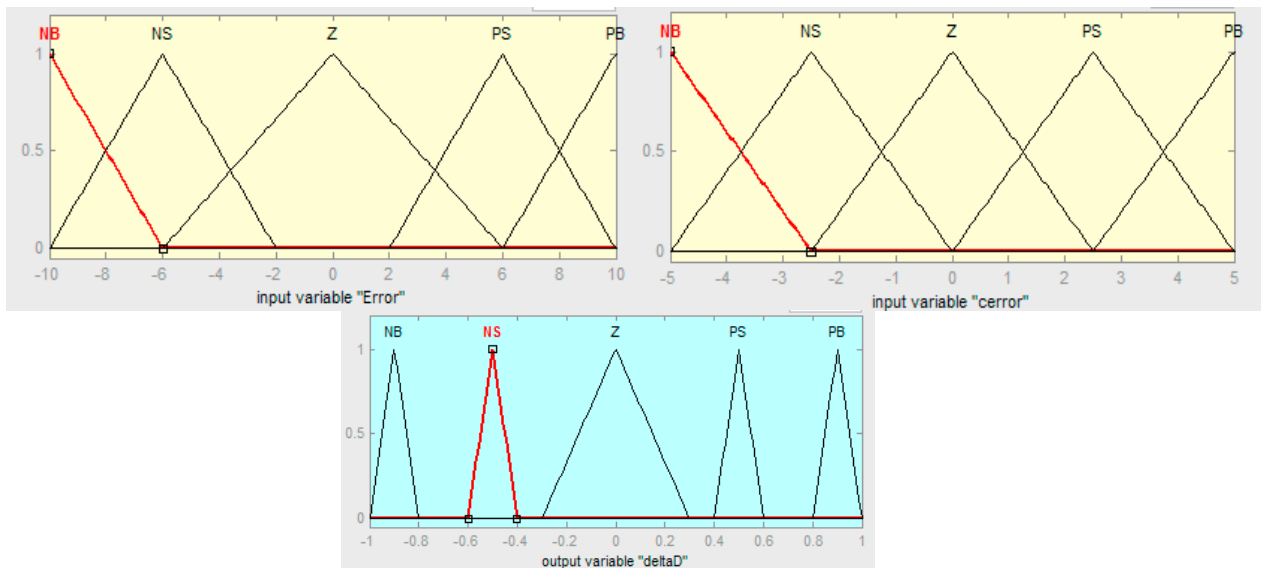 NB NS Z PS PB
1
0.5
0
-10 -8 -6 -4 -2 0 2 4 6 8 10
input variable "Error"
NB NS Z PS PB
1
0.5
0
-5 -4 -3 -2 -1 0 1 2 3 4 5
input variable "cerror"
NB NS Z PS PB
1
0.5
0
-1 -0.8 -0.6 -0.4 -0.2 0 0.2 0.4 0.6 0.8 1
output variable "deltaD"